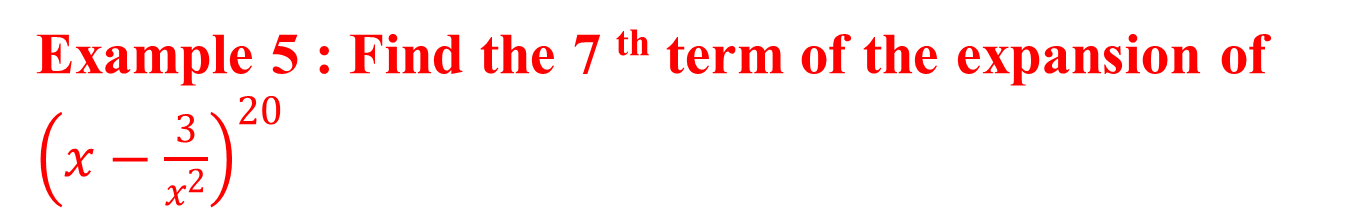 Example 5 : Find the 7 th term of the expansion of
(x − 3/x²)²⁰